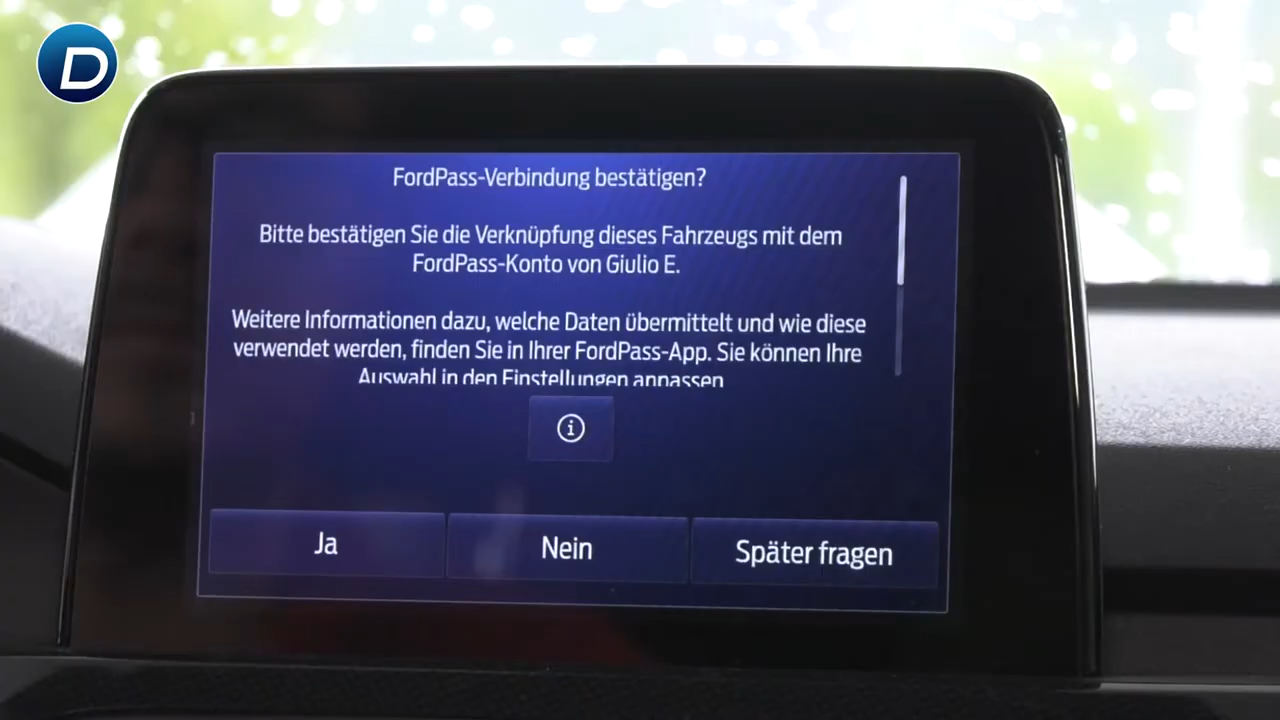 D
FordPass-Verbindung bestätigen?
Bitte bestätigen Sie die Verknüpfung dieses Fahrzeugs mit dem
FordPass-Konto von Giulio E.
Weitere Informationen dazu, welche Daten übermittelt und wie diese
verwendet werden, finden Sie in Ihrer FordPass-App. Sie können Ihre
Auswahl in den Einstellungen anpassen
i
Ja
Nein
Später fragen